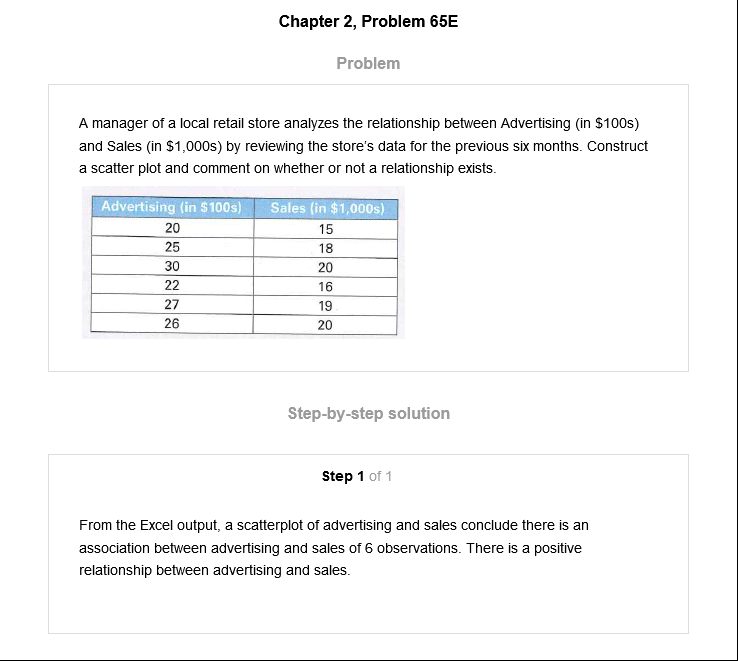 Chapter 2, Problem 65E
Problem
A manager of a local retail store analyzes the relationship between Advertising (in $100s)
and Sales (in $1,000s) by reviewing the store's data for the previous six months. Construct
a scatter plot and comment on whether or not a relationship exists.
Advertising (in $100s) Sales (in $1,000s)
20 15
25 18
30 20
22 16
27 19
26 20
Step-by-step solution
Step 1 of 1
From the Excel output, a scatterplot of advertising and sales conclude there is an
association between advertising and sales of 6 observations. There is a positive
relationship between advertising and sales.